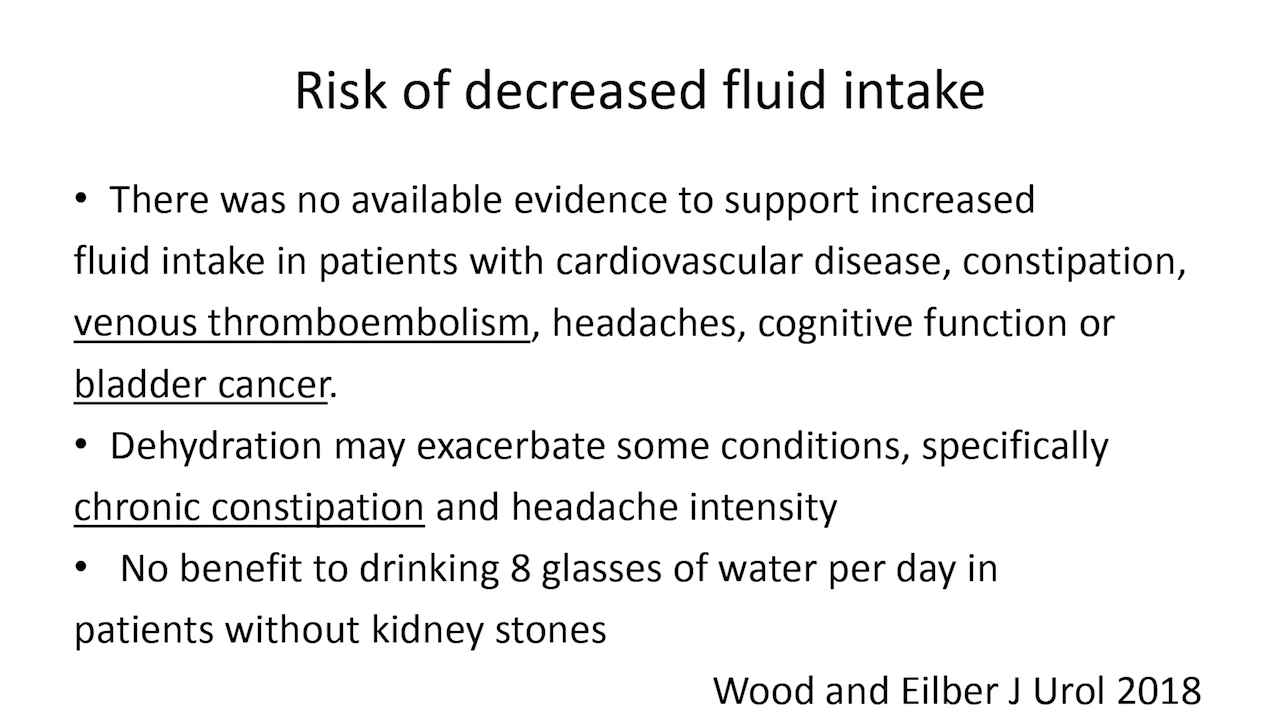 Risk of decreased fluid intake
• There was no available evidence to support increased
fluid intake in patients with cardiovascular disease, constipation,
venous thromboembolism, headaches, cognitive function or
bladder cancer.
• Dehydration may exacerbate some conditions, specifically
chronic constipation and headache intensity
• No benefit to drinking 8 glasses of water per day in
patients without kidney stones
Wood and Eilber J Urol 2018